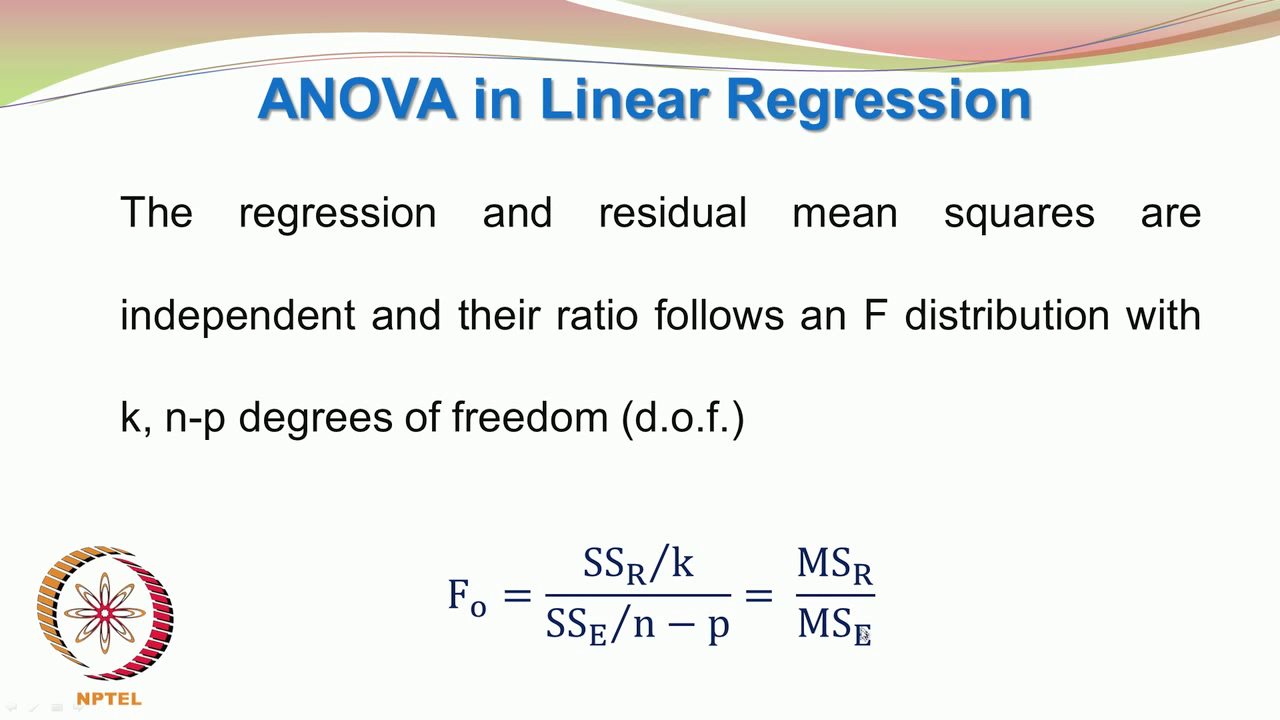 ANOVA in Linear Regression
The regression and residual mean squares are
independent and their ratio follows an F distribution with
k, n-p degrees of freedom (d.o.f.)
F₀ = (SS_R/k)/(SS_E/n − p) = MS_R/MS_E
NPTEL